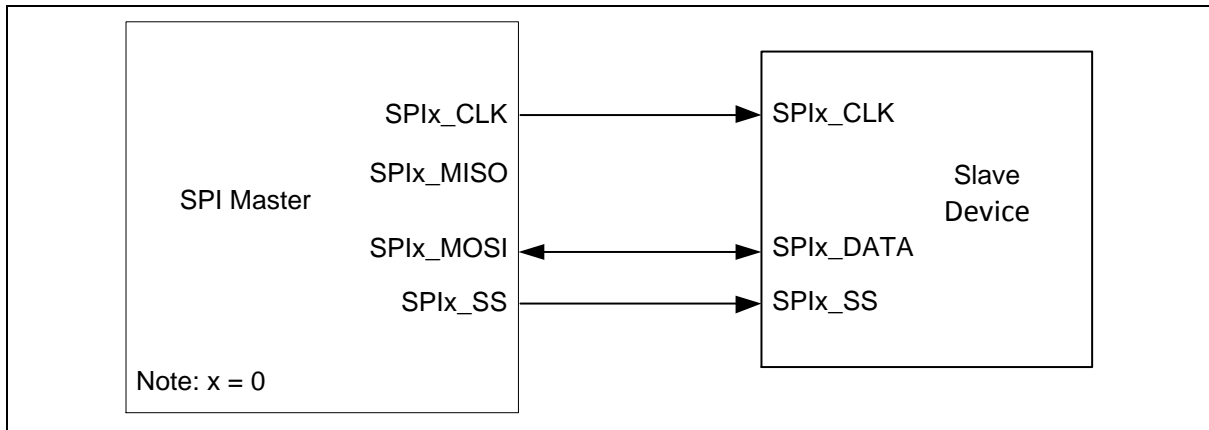 SPIx_CLK
SPIx_MISO
SPI Master
SPIx_MOSI
SPIx_SS
Note: x = 0
SPIx_CLK
Slave
Device
SPIx_DATA
SPIx_SS